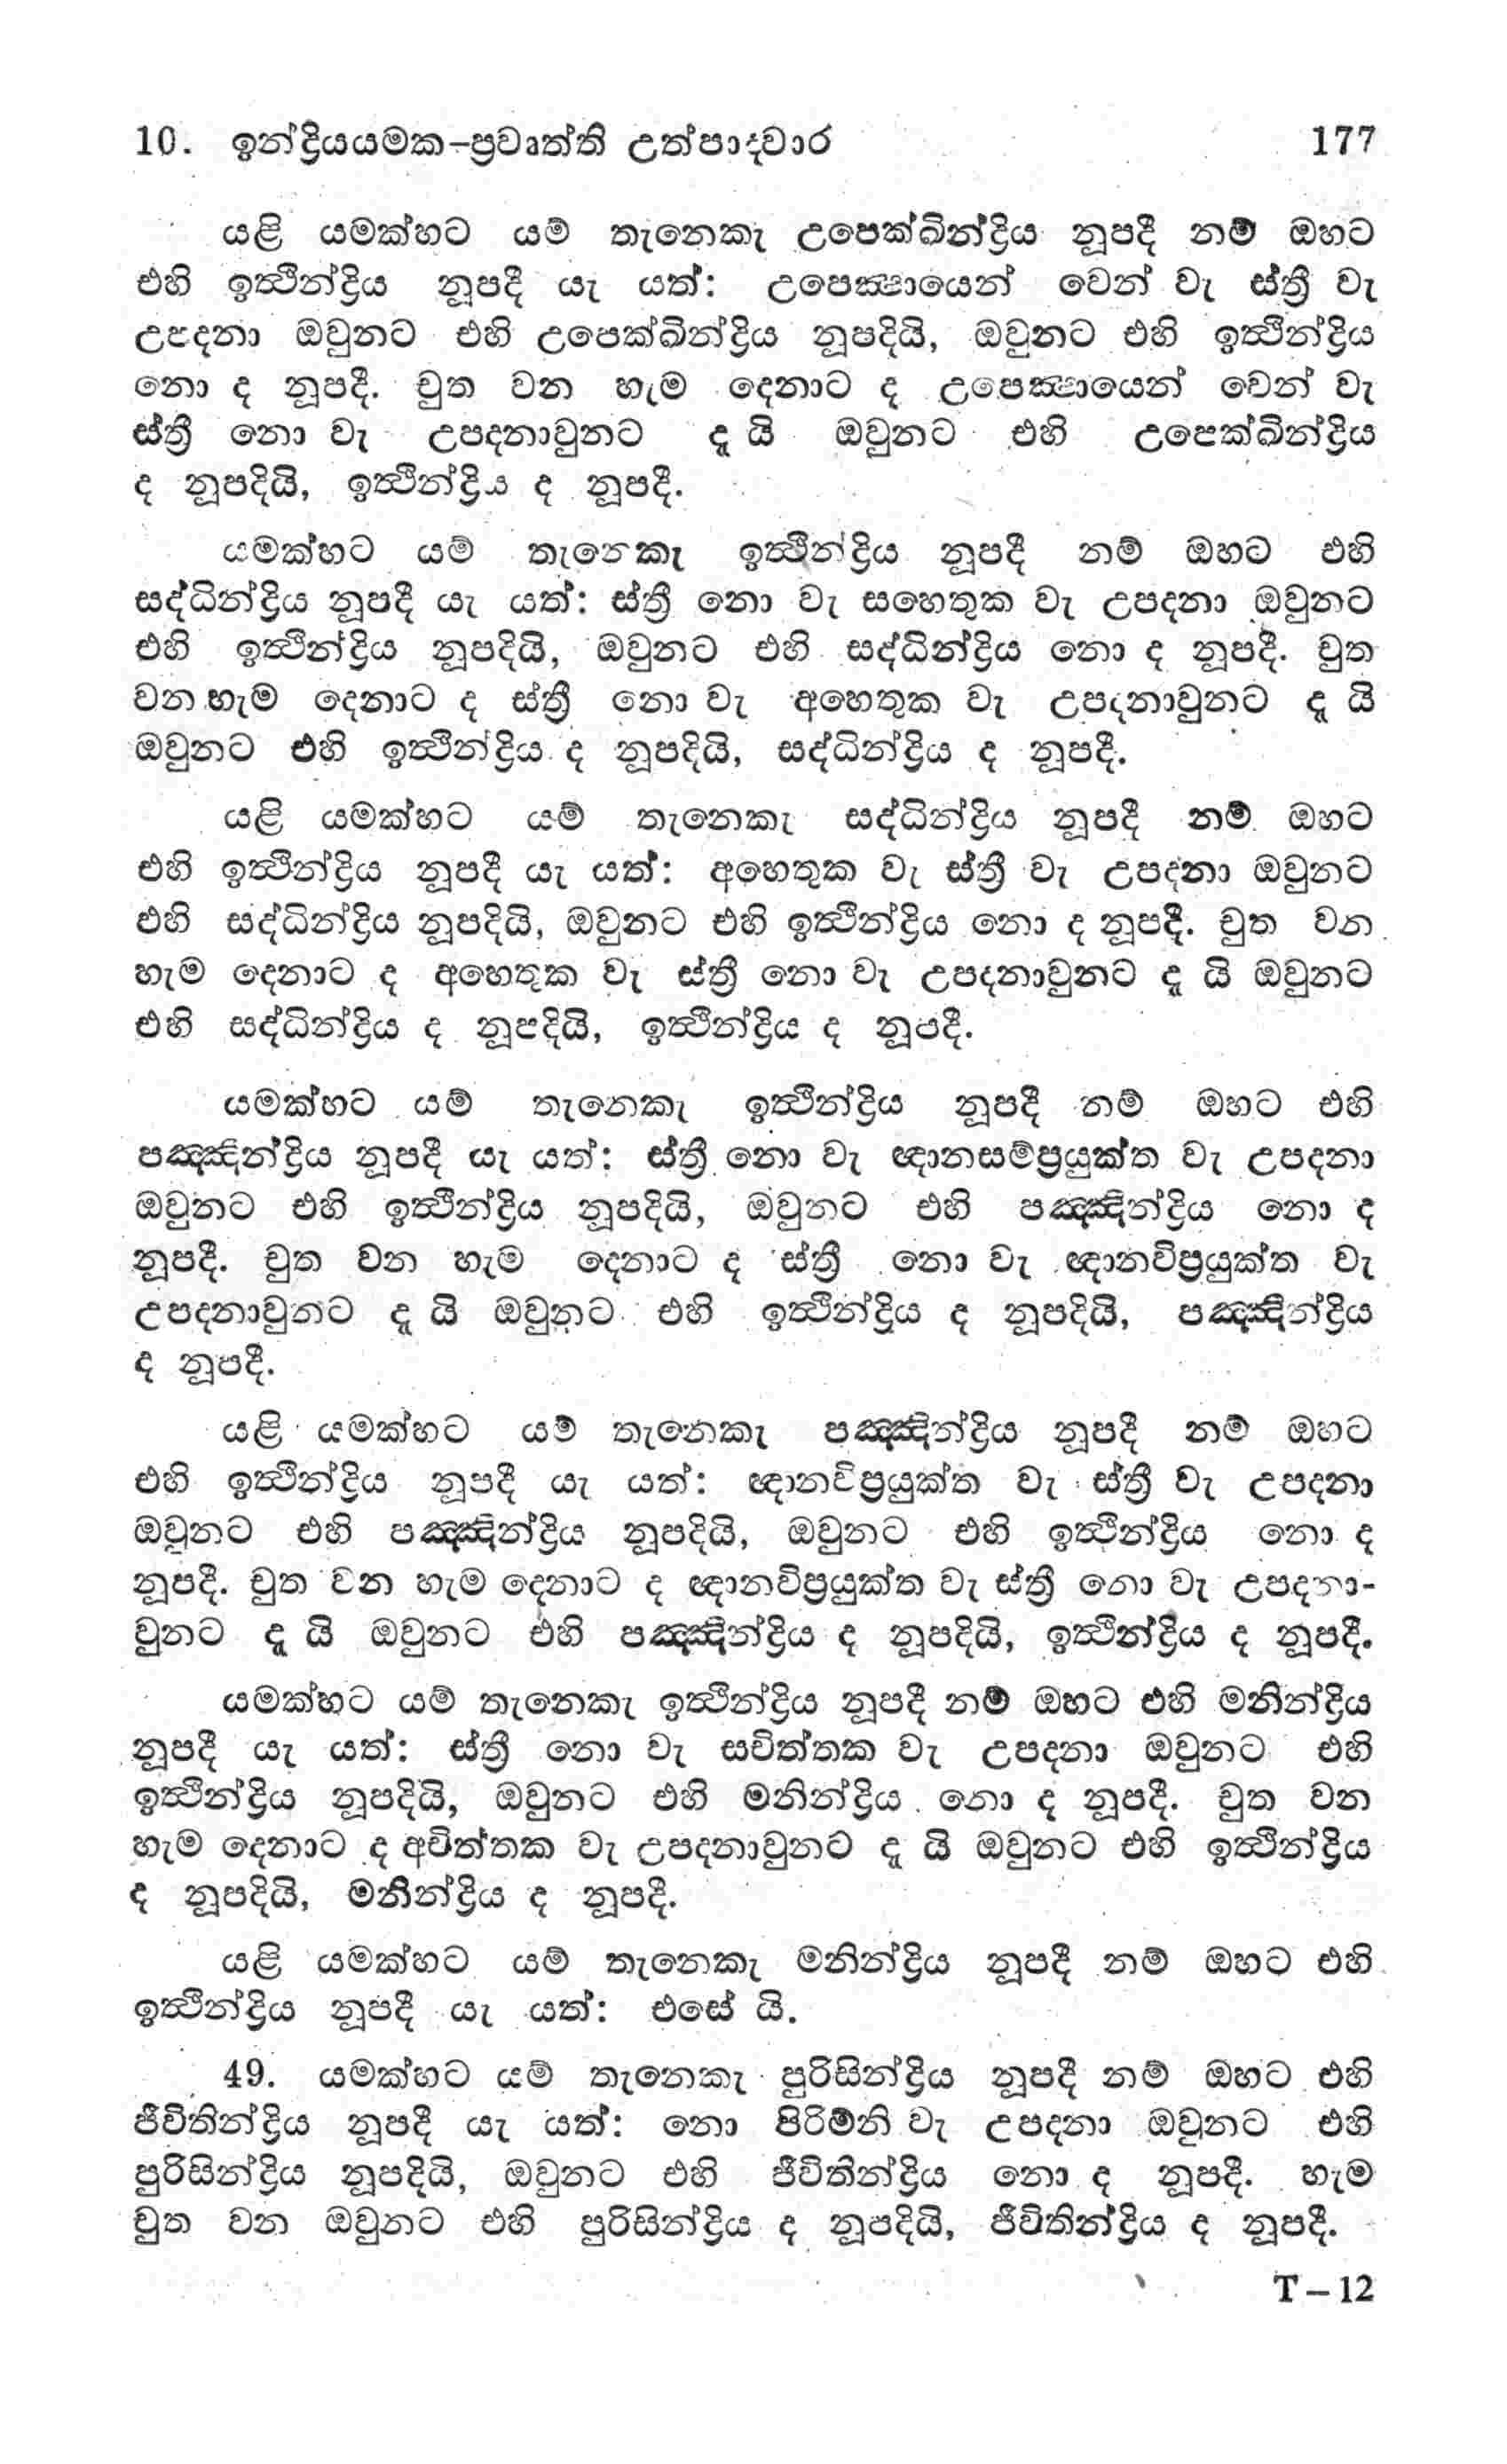 10. ඉන්ද්‍රියයමක-ප්‍රවෘත්ති උත්පාදවාර 177
යළි යමක්හට යම් තැනෙකැ උපෙක්ඛින්ද්‍රිය නූපදී නම් ඔහට
එහි ඉත්‍ථින්ද්‍රිය නූපදී යැ යත්: උපෙක්‍ෂායෙන් වෙන් වැ ස්ත්‍රී වැ
උපදනා ඔවුනට එහි උපෙක්ඛින්ද්‍රිය නූපදියි, ඔවුනට එහි ඉත්‍ථින්ද්‍රිය
නො ද නූපදී. චුත වන හැම දෙනාට ද උපෙක්‍ෂායෙන් වෙන් වැ
ස්ත්‍රී නො වැ උපදනාවුනට දැ යි ඔවුනට එහි උපෙක්ඛින්ද්‍රිය
ද නූපදියි, ඉත්‍ථින්ද්‍රිය ද නූපදී.
යමක්හට යම් තැනෙකැ ඉත්‍ථින්ද්‍රිය නූපදී නම් ඔහට එහි
සද්ධින්ද්‍රිය නූපදී යැ යත්: ස්ත්‍රී නො වැ සහෙතුක වැ උපදනා ඔවුනට
එහි ඉත්‍ථින්ද්‍රිය නූපදියි, ඔවුනට එහි සද්ධින්ද්‍රිය නො ද නූපදී. චුත
වන හැම දෙනාට ද ස්ත්‍රී නො වැ අහෙතුක වැ උපදනාවුනට දැ යි
ඔවුනට එහි ඉත්‍ථින්ද්‍රිය ද නූපදියි, සද්ධින්ද්‍රිය ද නූපදී.
යළි යමක්හට යම් තැනෙකැ සද්ධින්ද්‍රිය නූපදී නම් ඔහට
එහි ඉත්‍ථින්ද්‍රිය නූපදී යැ යත්: අහෙතුක වැ ස්ත්‍රී වැ උපදනා ඔවුනට
එහි සද්ධින්ද්‍රිය නූපදියි, ඔවුනට එහි ඉත්‍ථින්ද්‍රිය නො ද නූපදී. චුත වන
හැම දෙනාට ද අහෙතුක වැ ස්ත්‍රී නො වැ උපදනාවුනට දැ යි ඔවුනට
එහි සද්ධින්ද්‍රිය ද නූපදියි, ඉත්‍ථින්ද්‍රිය ද නූපදී.
යමක්හට යම් තැනෙකැ ඉත්‍ථින්ද්‍රිය නූපදී නම් ඔහට එහි
පඤ්ඤින්ද්‍රිය නූපදී යැ යත්: ස්ත්‍රී නො වැ ඥානසම්ප්‍රයුක්ත වැ උපදනා
ඔවුනට එහි ඉත්‍ථින්ද්‍රිය නූපදියි, ඔවුනට එහි පඤ්ඤින්ද්‍රිය නො ද
නූපදී. චුත වන හැම දෙනාට ද ස්ත්‍රී නො වැ ඥානවිප්‍රයුක්ත වැ
උපදනාවුනට දැ යි ඔවුනට එහි ඉත්‍ථින්ද්‍රිය ද නූපදියි, පඤ්ඤින්ද්‍රිය
ද නූපදී.
යළි යමක්හට යම් තැනෙකැ පඤ්ඤින්ද්‍රිය නූපදී නම් ඔහට
එහි ඉත්‍ථින්ද්‍රිය නූපදී යැ යත්: ඥානවිප්‍රයුක්ත වැ ස්ත්‍රී වැ උපදනා
ඔවුනට එහි පඤ්ඤින්ද්‍රිය නූපදියි, ඔවුනට එහි ඉත්‍ථින්ද්‍රිය නො ද
නූපදී. චුත වන හැම දෙනාට ද ඥානවිප්‍රයුක්ත වැ ස්ත්‍රී නො වැ උපදනා-
වුනට දැ යි ඔවුනට එහි පඤ්ඤින්ද්‍රිය ද නූපදියි, ඉත්‍ථින්ද්‍රිය ද නූපදී.
යමක්හට යම් තැනෙකැ ඉත්‍ථින්ද්‍රිය නූපදී නම් ඔහට එහි මනින්ද්‍රිය
නූපදී යැ යත්: ස්ත්‍රී නො වැ සචිත්තක වැ උපදනා ඔවුනට එහි
ඉත්‍ථින්ද්‍රිය නූපදියි, ඔවුනට එහි මනින්ද්‍රිය නො ද නූපදී. චුත වන
හැම දෙනාට ද අචිත්තක වැ උපදනාවුනට දැ යි ඔවුනට එහි ඉත්‍ථින්ද්‍රිය
ද නූපදියි, මනින්ද්‍රිය ද නූපදී.
යළි යමක්හට යම් තැනෙකැ මනින්ද්‍රිය නූපදී නම් ඔහට එහි
ඉත්‍ථින්ද්‍රිය නූපදී යැ යත්: එසේ යි.
49. යමක්හට යම් තැනෙකැ පුරිසින්ද්‍රිය නූපදී නම් ඔහට එහි
ජීවිතින්ද්‍රිය නූපදී යැ යත්: නො පිරිමිනි වැ උපදනා ඔවුනට එහි
පුරිසින්ද්‍රිය නූපදියි, ඔවුනට එහි ජීවිතින්ද්‍රිය නො ද නූපදී. හැම
චුත වන ඔවුනට එහි පුරිසින්ද්‍රිය ද නූපදියි, ජීවිතින්ද්‍රිය ද නූපදී.
T-12